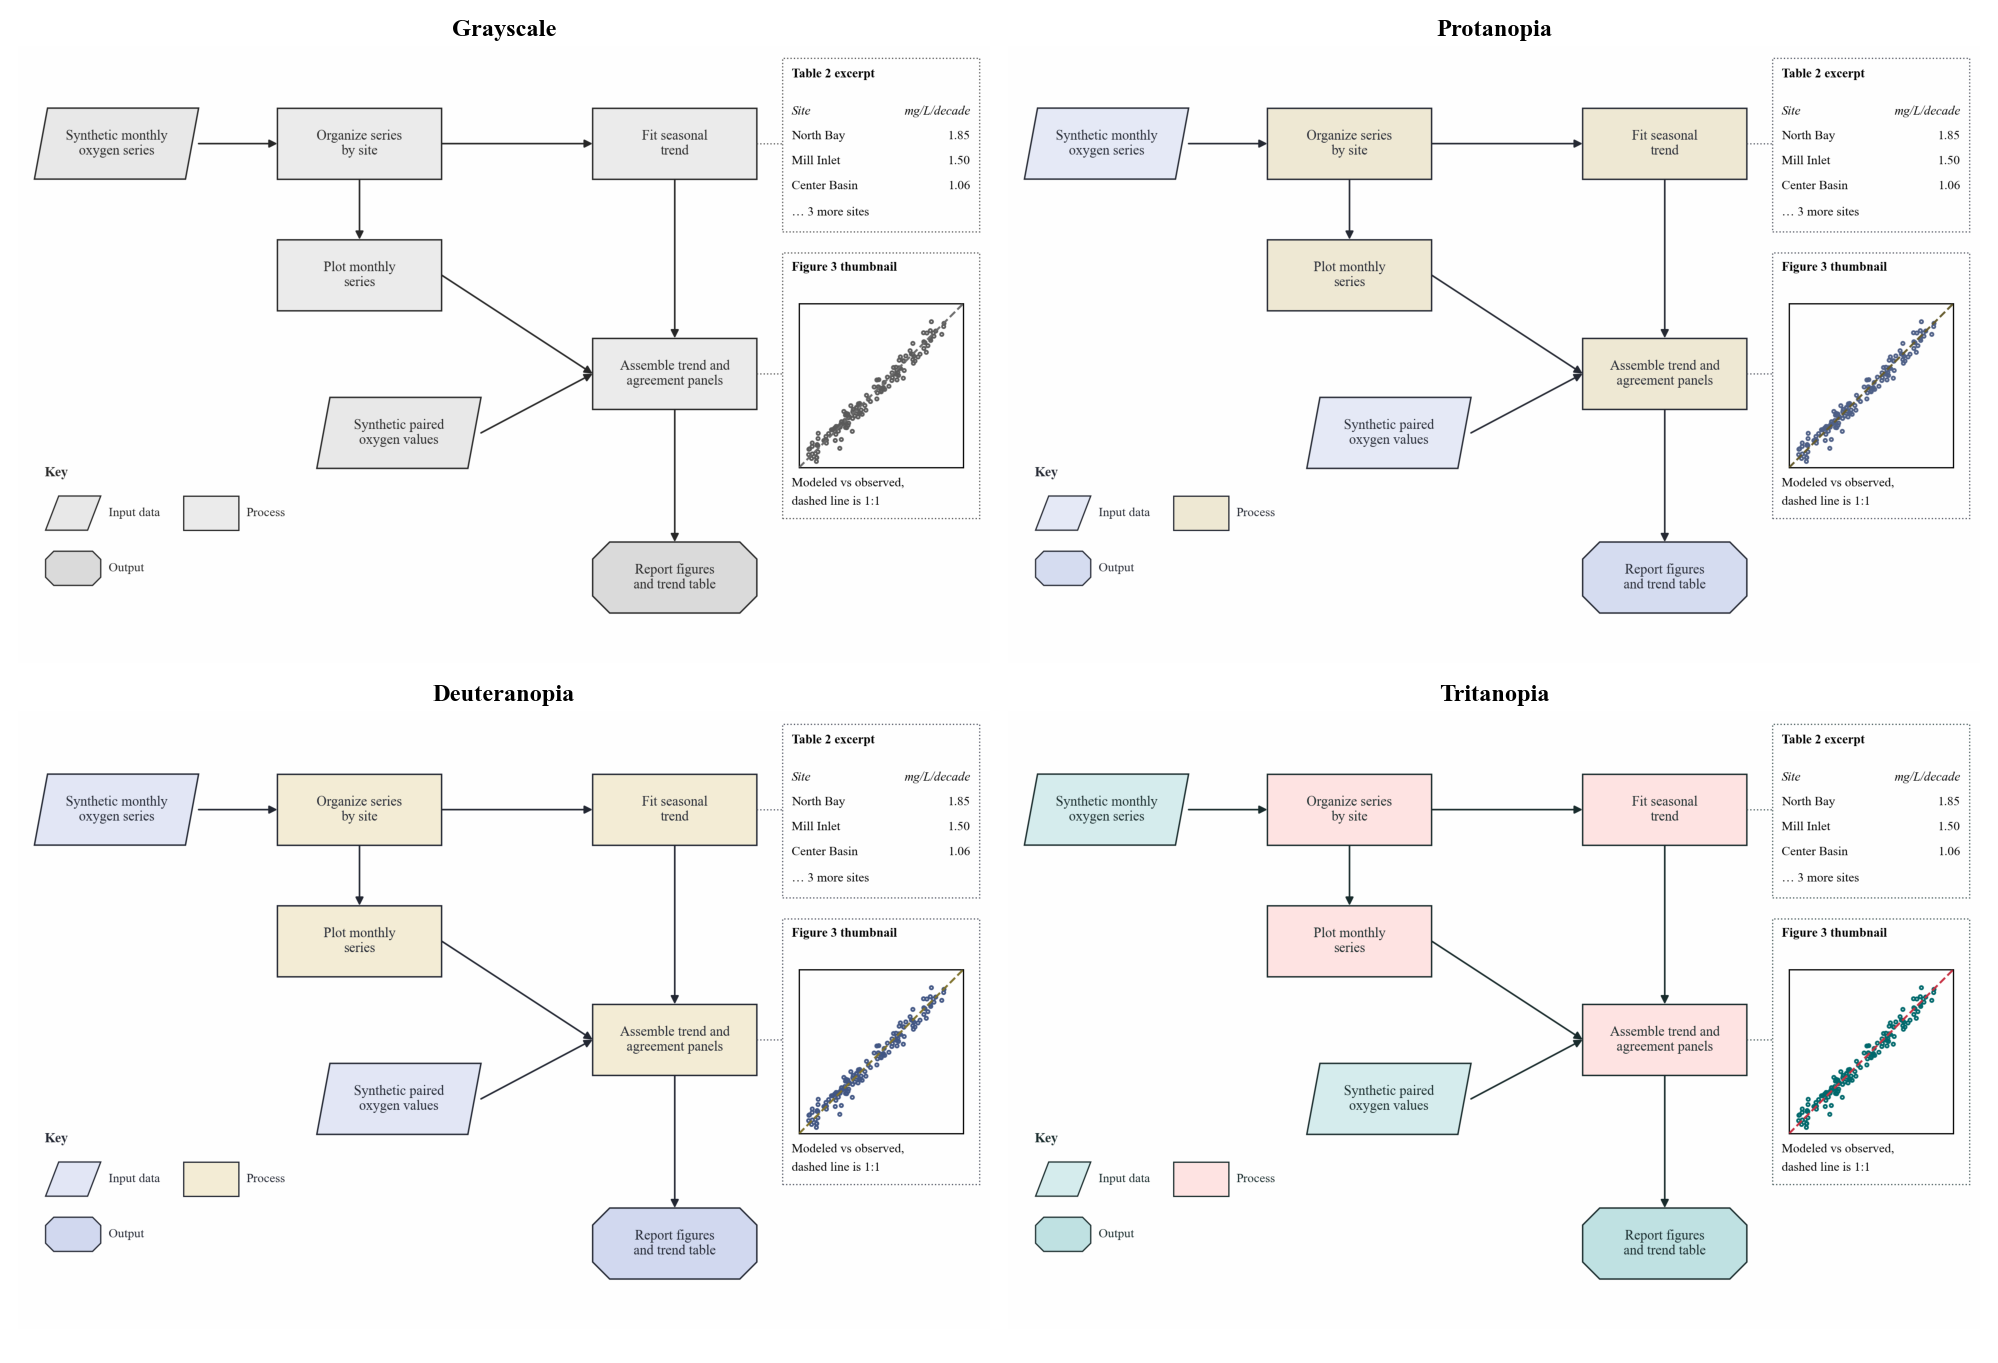 Grayscale
Synthetic monthly
oxygen series
Organize series
by site
Fit seasonal
trend
Plot monthly
series
Assemble trend and
agreement panels
Synthetic paired
oxygen values
Report figures
and trend table
Key
Input data
Process
Output
Table 2 excerpt
Site mg/L/decade
North Bay 1.85
Mill Inlet 1.50
Center Basin 1.06
… 3 more sites
Figure 3 thumbnail
Modeled vs observed,
dashed line is 1:1
Protanopia
Synthetic monthly
oxygen series
Organize series
by site
Fit seasonal
trend
Plot monthly
series
Assemble trend and
agreement panels
Synthetic paired
oxygen values
Report figures
and trend table
Key
Input data
Process
Output
Table 2 excerpt
Site mg/L/decade
North Bay 1.85
Mill Inlet 1.50
Center Basin 1.06
… 3 more sites
Figure 3 thumbnail
Modeled vs observed,
dashed line is 1:1
Deuteranopia
Synthetic monthly
oxygen series
Organize series
by site
Fit seasonal
trend
Plot monthly
series
Assemble trend and
agreement panels
Synthetic paired
oxygen values
Report figures
and trend table
Key
Input data
Process
Output
Table 2 excerpt
Site mg/L/decade
North Bay 1.85
Mill Inlet 1.50
Center Basin 1.06
… 3 more sites
Figure 3 thumbnail
Modeled vs observed,
dashed line is 1:1
Tritanopia
Synthetic monthly
oxygen series
Organize series
by site
Fit seasonal
trend
Plot monthly
series
Assemble trend and
agreement panels
Synthetic paired
oxygen values
Report figures
and trend table
Key
Input data
Process
Output
Table 2 excerpt
Site mg/L/decade
North Bay 1.85
Mill Inlet 1.50
Center Basin 1.06
… 3 more sites
Figure 3 thumbnail
Modeled vs observed,
dashed line is 1:1